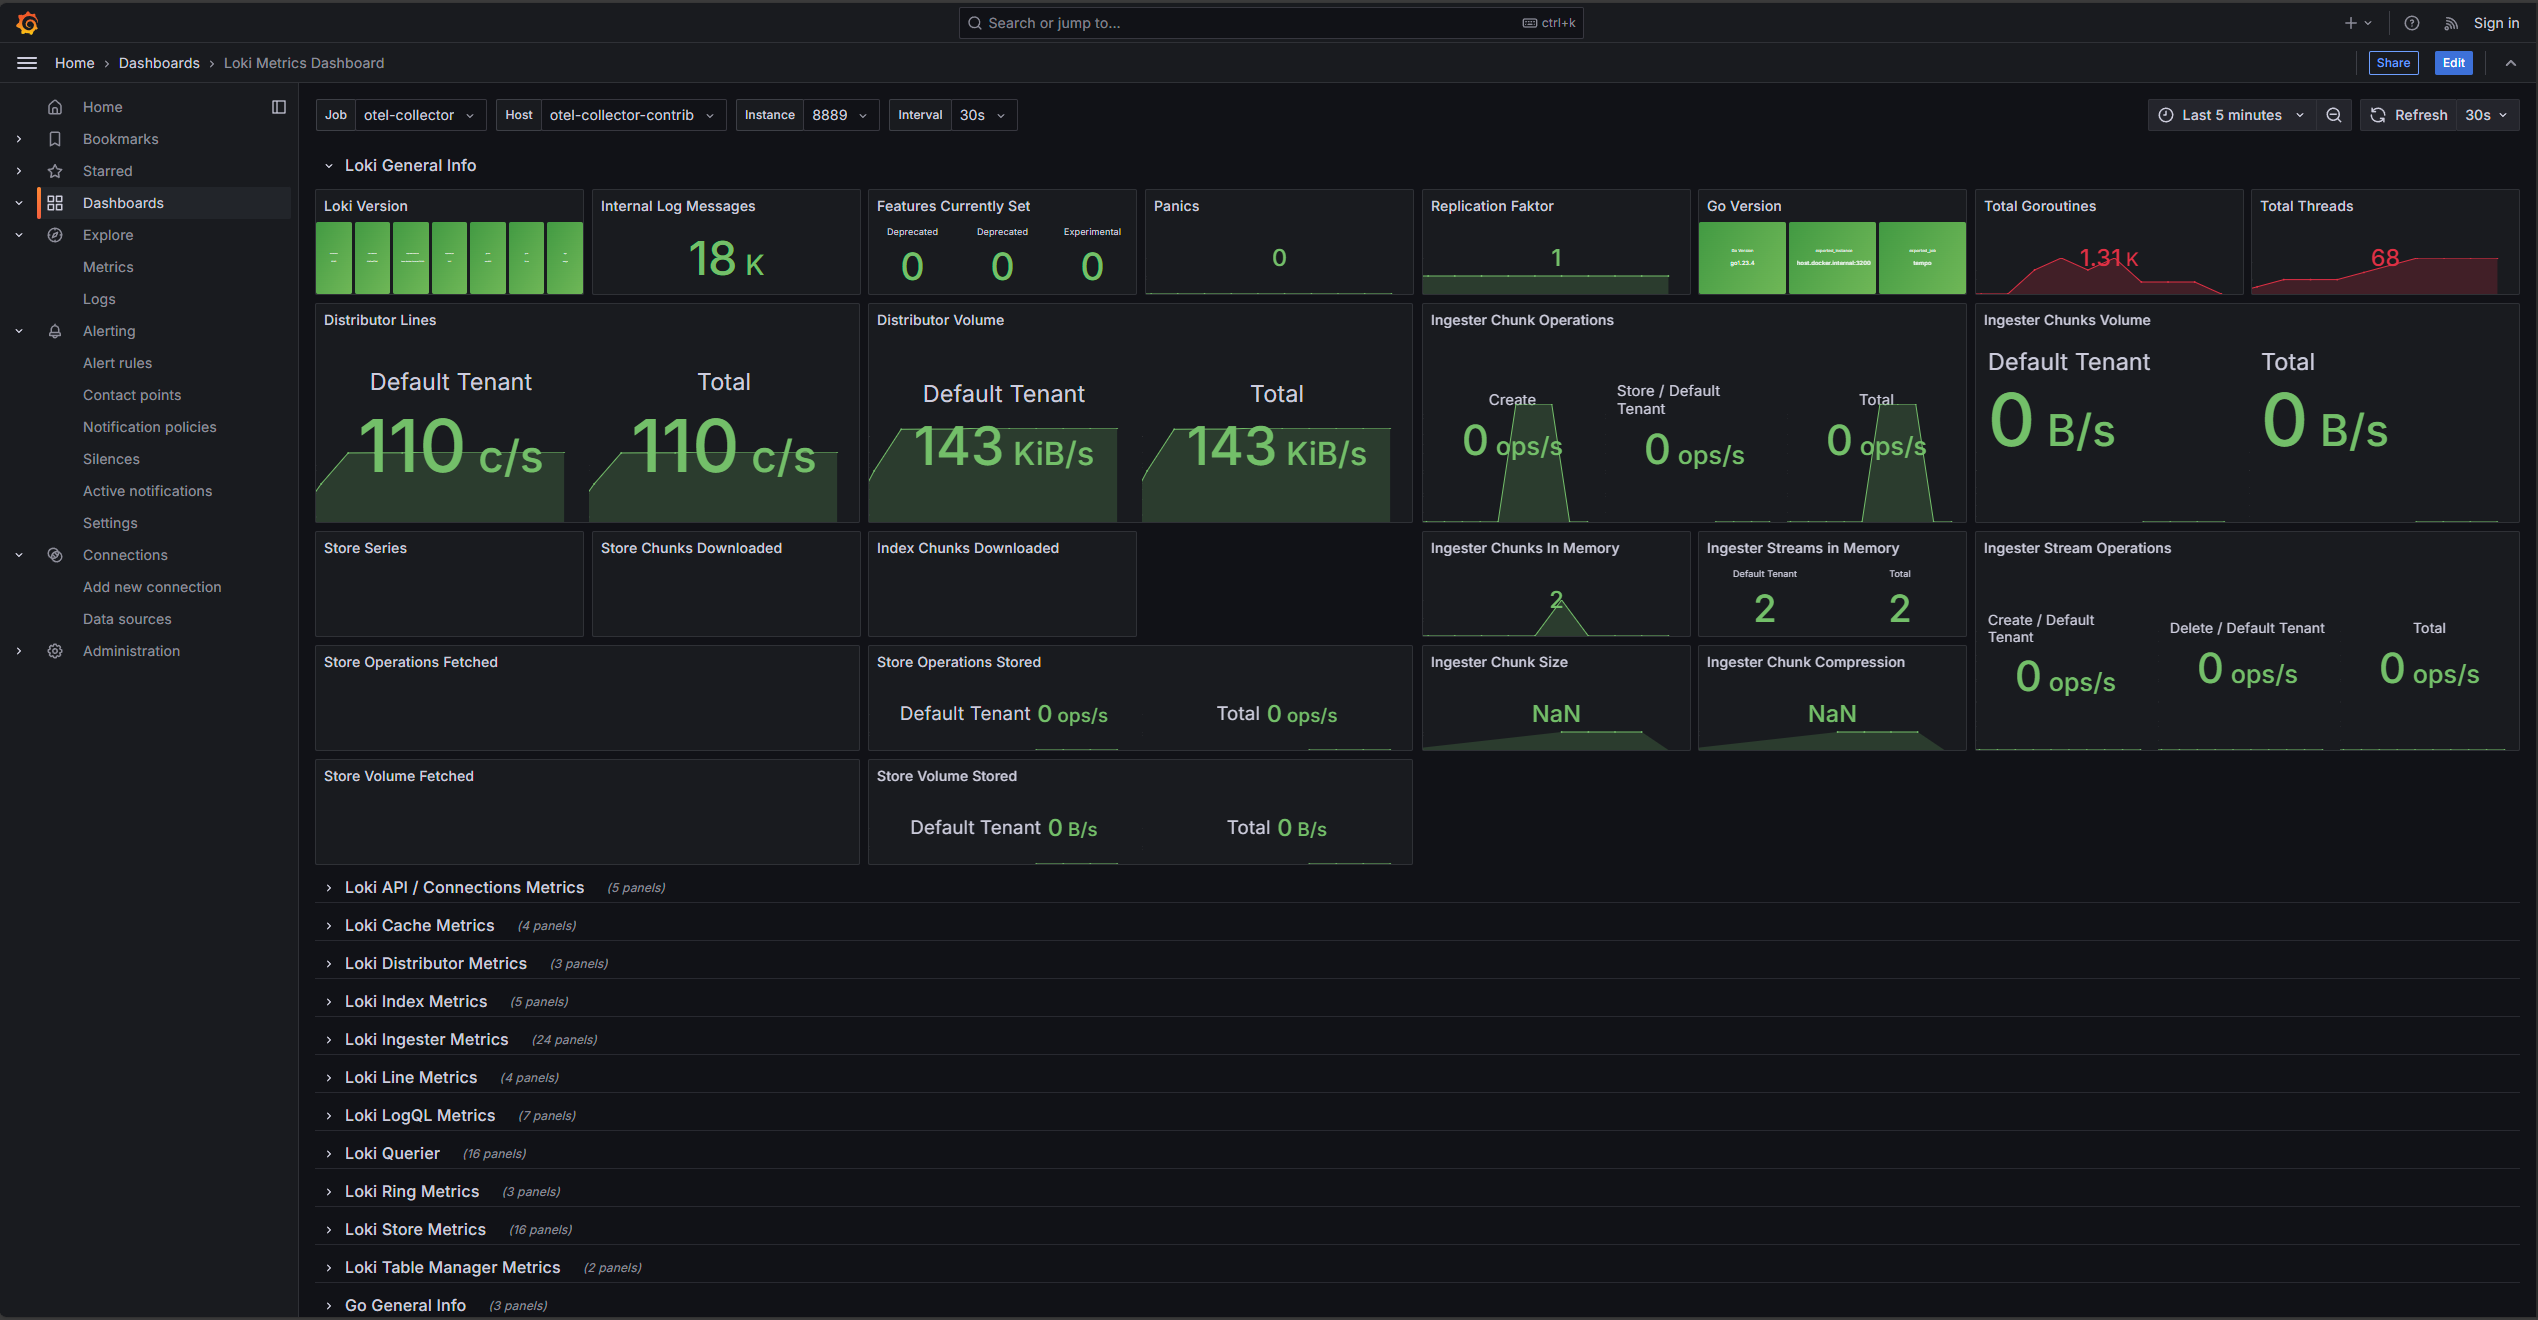 Search or jump to...
ctrl+k
Sign in
Home › Dashboards › Loki Metrics Dashboard
Share
Edit
Home
Bookmarks
Starred
Dashboards
Explore
Metrics
Logs
Alerting
Alert rules
Contact points
Notification policies
Silences
Active notifications
Settings
Connections
Add new connection
Data sources
Administration
Job otel-collector
Host otel-collector-contrib
Instance 8889
Interval 30s
Last 5 minutes
Refresh 30s
Loki General Info
Loki Version
Internal Log Messages
18 K
Features Currently Set
Deprecated Deprecated Experimental
0 0 0
Panics
0
Replication Faktor
1
Go Version
Go Version exported_instance exported_job
go1.23.4 host.docker.internal:3200 tempo
Total Goroutines
1.31 K
Total Threads
68
Distributor Lines
Default Tenant Total
110 c/s 110 c/s
Distributor Volume
Default Tenant Total
143 KiB/s 143 KiB/s
Ingester Chunk Operations
Create
0 ops/s
Store / Default
Tenant
0 ops/s
Total
0 ops/s
Ingester Chunks Volume
Default Tenant Total
0 B/s 0 B/s
Store Series
Store Chunks Downloaded
Index Chunks Downloaded
Ingester Chunks In Memory
2
Ingester Streams in Memory
Default Tenant Total
2 2
Ingester Stream Operations
Create / Default
Tenant
0 ops/s
Delete / Default Tenant
0 ops/s
Total
0 ops/s
Store Operations Fetched
Store Operations Stored
Default Tenant 0 ops/s Total 0 ops/s
Ingester Chunk Size
NaN
Ingester Chunk Compression
NaN
Store Volume Fetched
Store Volume Stored
Default Tenant 0 B/s Total 0 B/s
Loki API / Connections Metrics (5 panels)
Loki Cache Metrics (4 panels)
Loki Distributor Metrics (3 panels)
Loki Index Metrics (5 panels)
Loki Ingester Metrics (24 panels)
Loki Line Metrics (4 panels)
Loki LogQL Metrics (7 panels)
Loki Querier (16 panels)
Loki Ring Metrics (3 panels)
Loki Store Metrics (16 panels)
Loki Table Manager Metrics (2 panels)
Go General Info (3 panels)